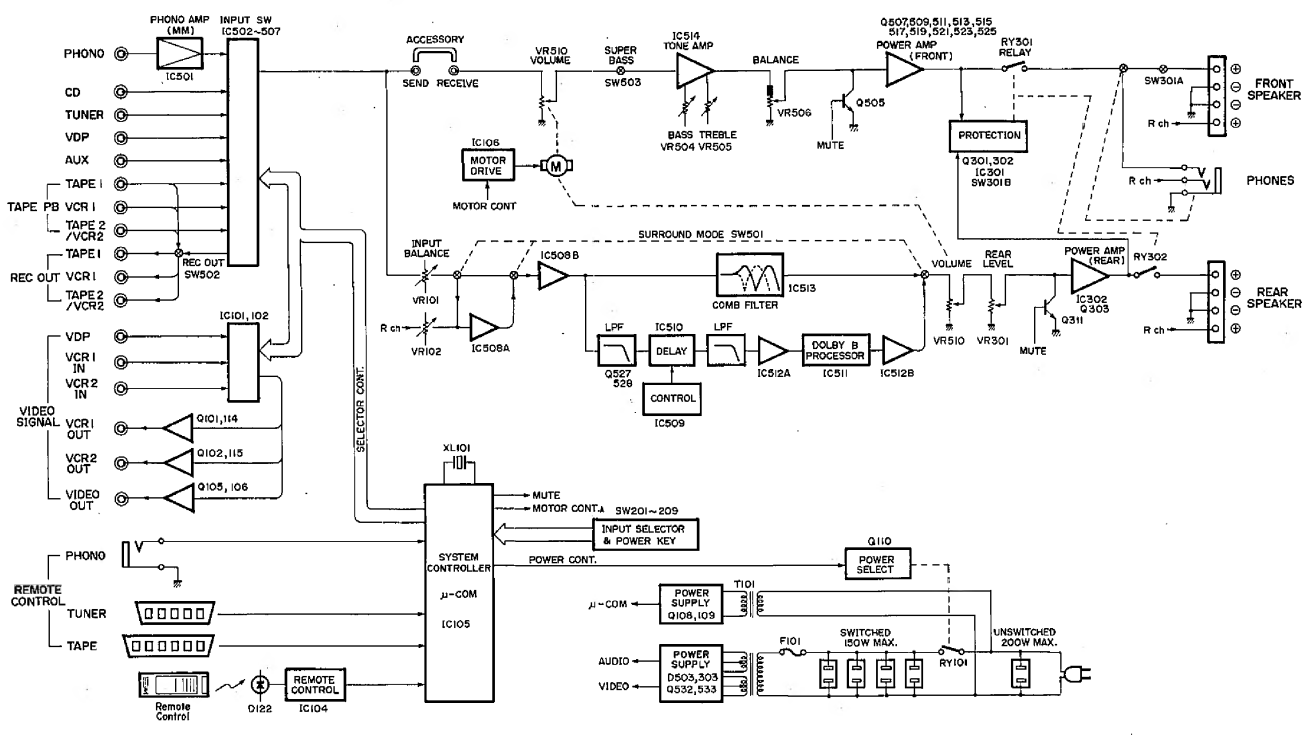 PHONO AMP
(MM)
IC501
INPUT SW
IC502~507
PHONO
CD
TUNER
VDP
AUX
TAPE PB
TAPE 1
VCR 1
TAPE 2
/VCR2
REC OUT
TAPE 1
VCR 1
TAPE 2
/VCR2
REC OUT
SW502
ACCESSORY
SEND RECEIVE
VR510
VOLUME
SUPER
BASS
SW503
IC514
TONE AMP
BASS TREBLE
VR504 VR505
BALANCE
VR506
MUTE
Q505
Q507,509,511,513,515
517,519,521,523,525
POWER AMP
(FRONT)
RY301
RELAY
SW301A
FRONT
SPEAKER
⊕
⊖
⊖
⊕
R ch
PROTECTION
Q301,302
IC301
SW301B
R ch
PHONES
IC106
MOTOR
DRIVE
MOTOR CONT
M
INPUT
BALANCE
VR101
R ch
VR102
SURROUND MODE SW501
IC508A
IC508B
COMB FILTER
IC513
LPF
Q527
528
IC510
DELAY
CONTROL
IC509
LPF
IC512A
DOLBY B
PROCESSOR
IC511
IC512B
VOLUME
VR510
REAR
LEVEL
VR301
MUTE
Q311
POWER AMP
(REAR)
IC302
Q303
RY302
REAR
SPEAKER
⊕
⊖
⊖
⊕
R ch
IC101,102
VIDEO
SIGNAL
VDP
VCR 1
IN
VCR2
IN
VCR1
OUT
Q101,114
VCR2
OUT
Q102,115
VIDEO
OUT
Q105,106
SELECTOR CONT.
XL101
SYSTEM
CONTROLLER
μ-COM
IC105
MUTE
MOTOR CONT.
SW201~209
INPUT SELECTOR
& POWER KEY
POWER CONT.
Q110
POWER
SELECT
REMOTE
CONTROL
PHONO
TUNER
TAPE
Remote
Control
D122
REMOTE
CONTROL
IC104
μ-COM
POWER
SUPPLY
Q108,109
T101
AUDIO
VIDEO
POWER
SUPPLY
D503,303
Q532,533
F101
SWITCHED
150W MAX.
RY101
UNSWITCHED
200W MAX.